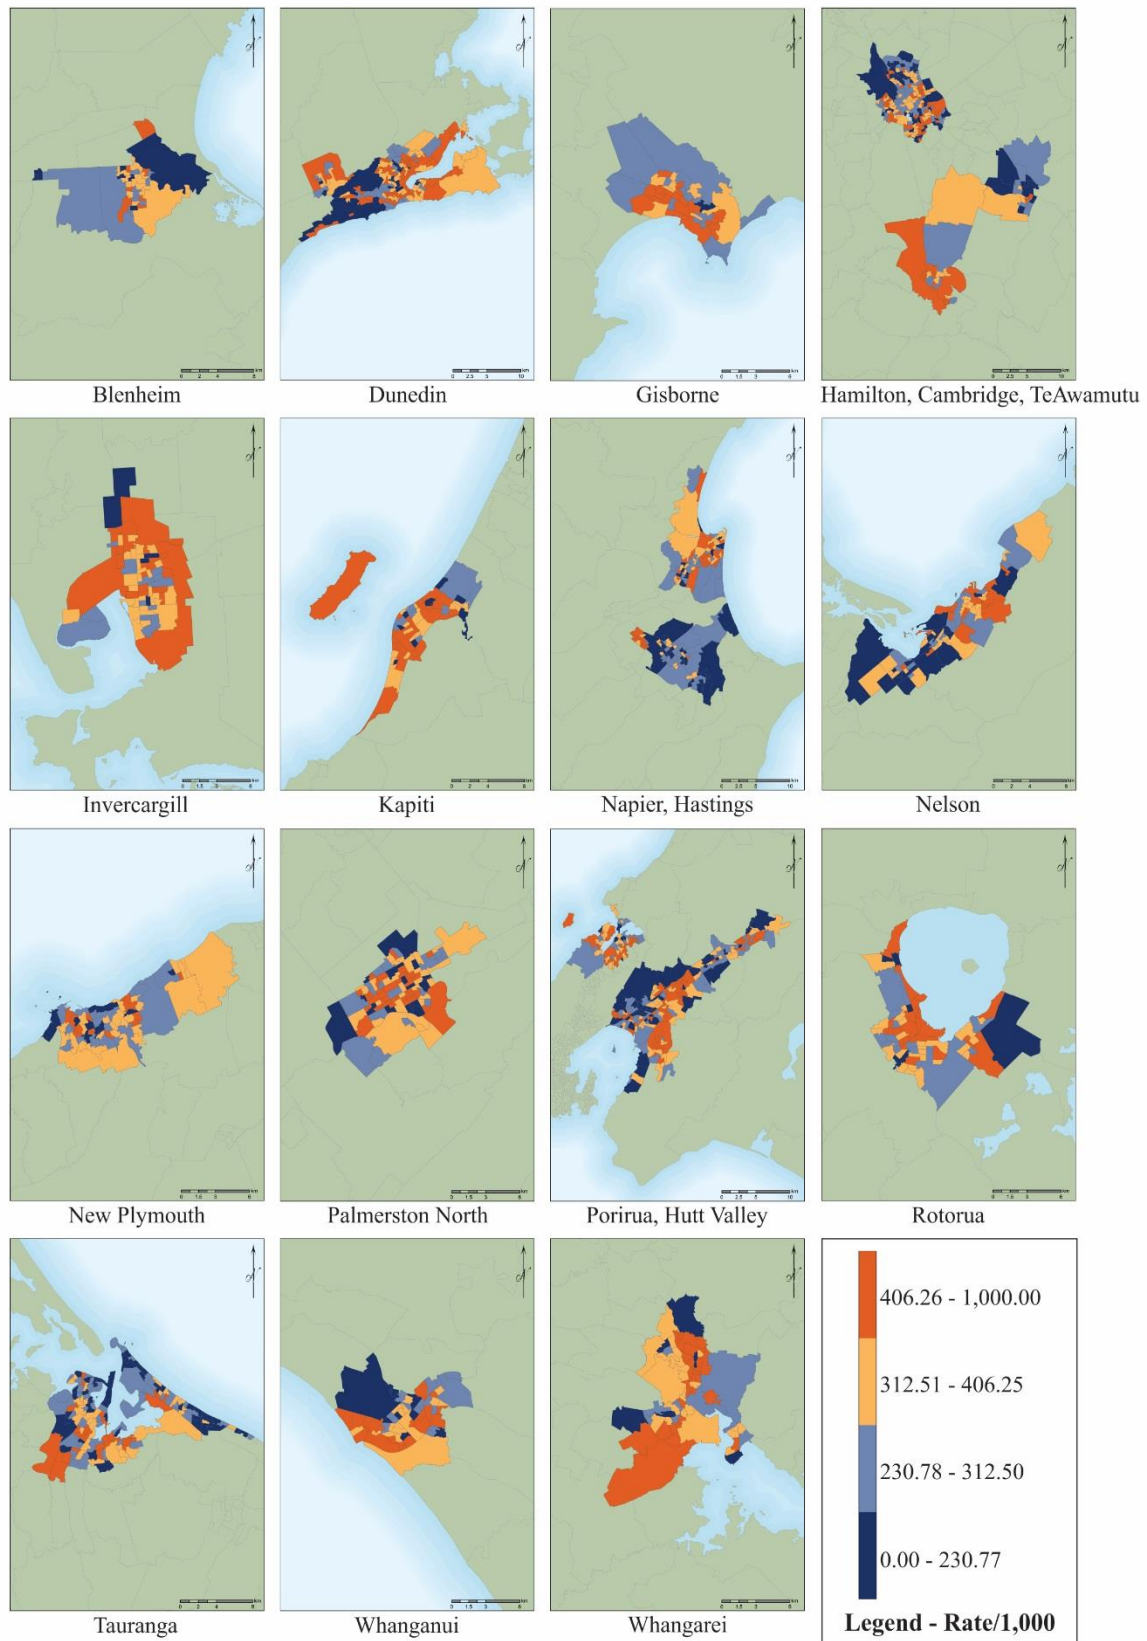 Blenheim
Dunedin
Gisborne
Hamilton, Cambridge, TeAwamutu
Invercargill
Kapiti
Napier, Hastings
Nelson
New Plymouth
Palmerston North
Porirua, Hutt Valley
Rotorua
Tauranga
Whanganui
Whangarei
406.26 - 1,000.00
312.51 - 406.25
230.78 - 312.50
0.00 - 230.77
Legend - Rate/1,000